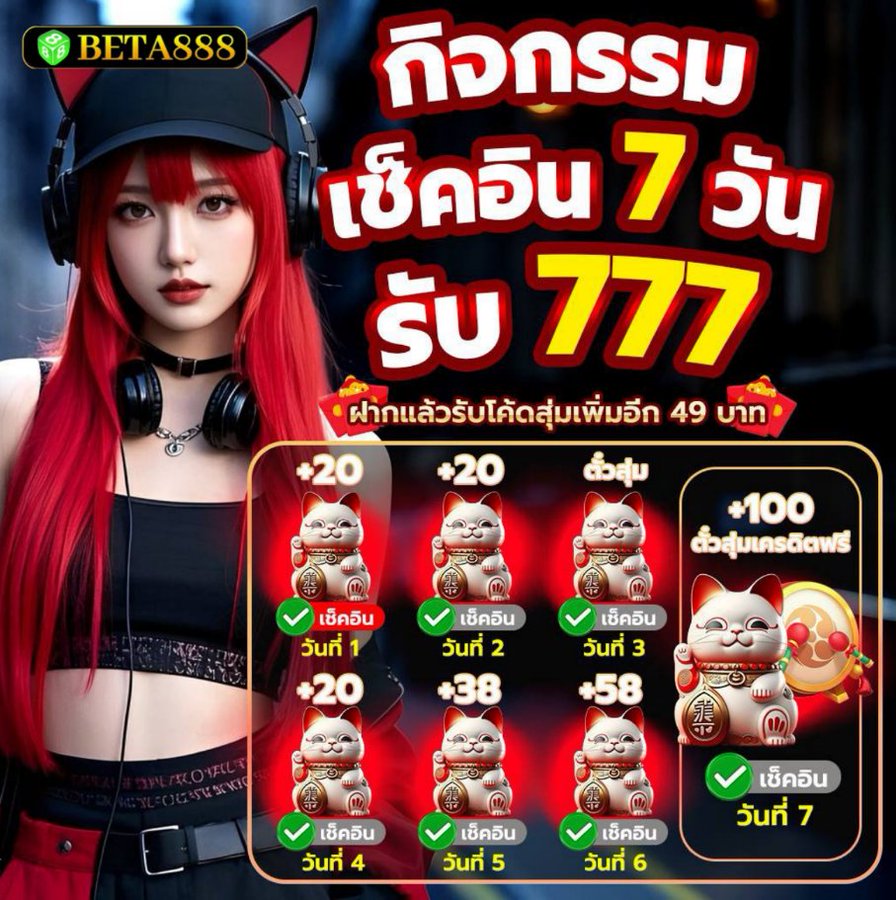 BETA888
กิจกรรม
เช็คอิน 7 วัน
รับ 777
ฝากแล้วรับโค้ดสุ่มเพิ่มอีก 49 บาท
+20
เช็คอิน
วันที่ 1
+20
เช็คอิน
วันที่ 2
ตั๋วสุ่ม
เช็คอิน
วันที่ 3
+20
เช็คอิน
วันที่ 4
+38
เช็คอิน
วันที่ 5
+58
เช็คอิน
วันที่ 6
+100
ตั๋วสุ่มเครดิตฟรี
เช็คอิน
วันที่ 7